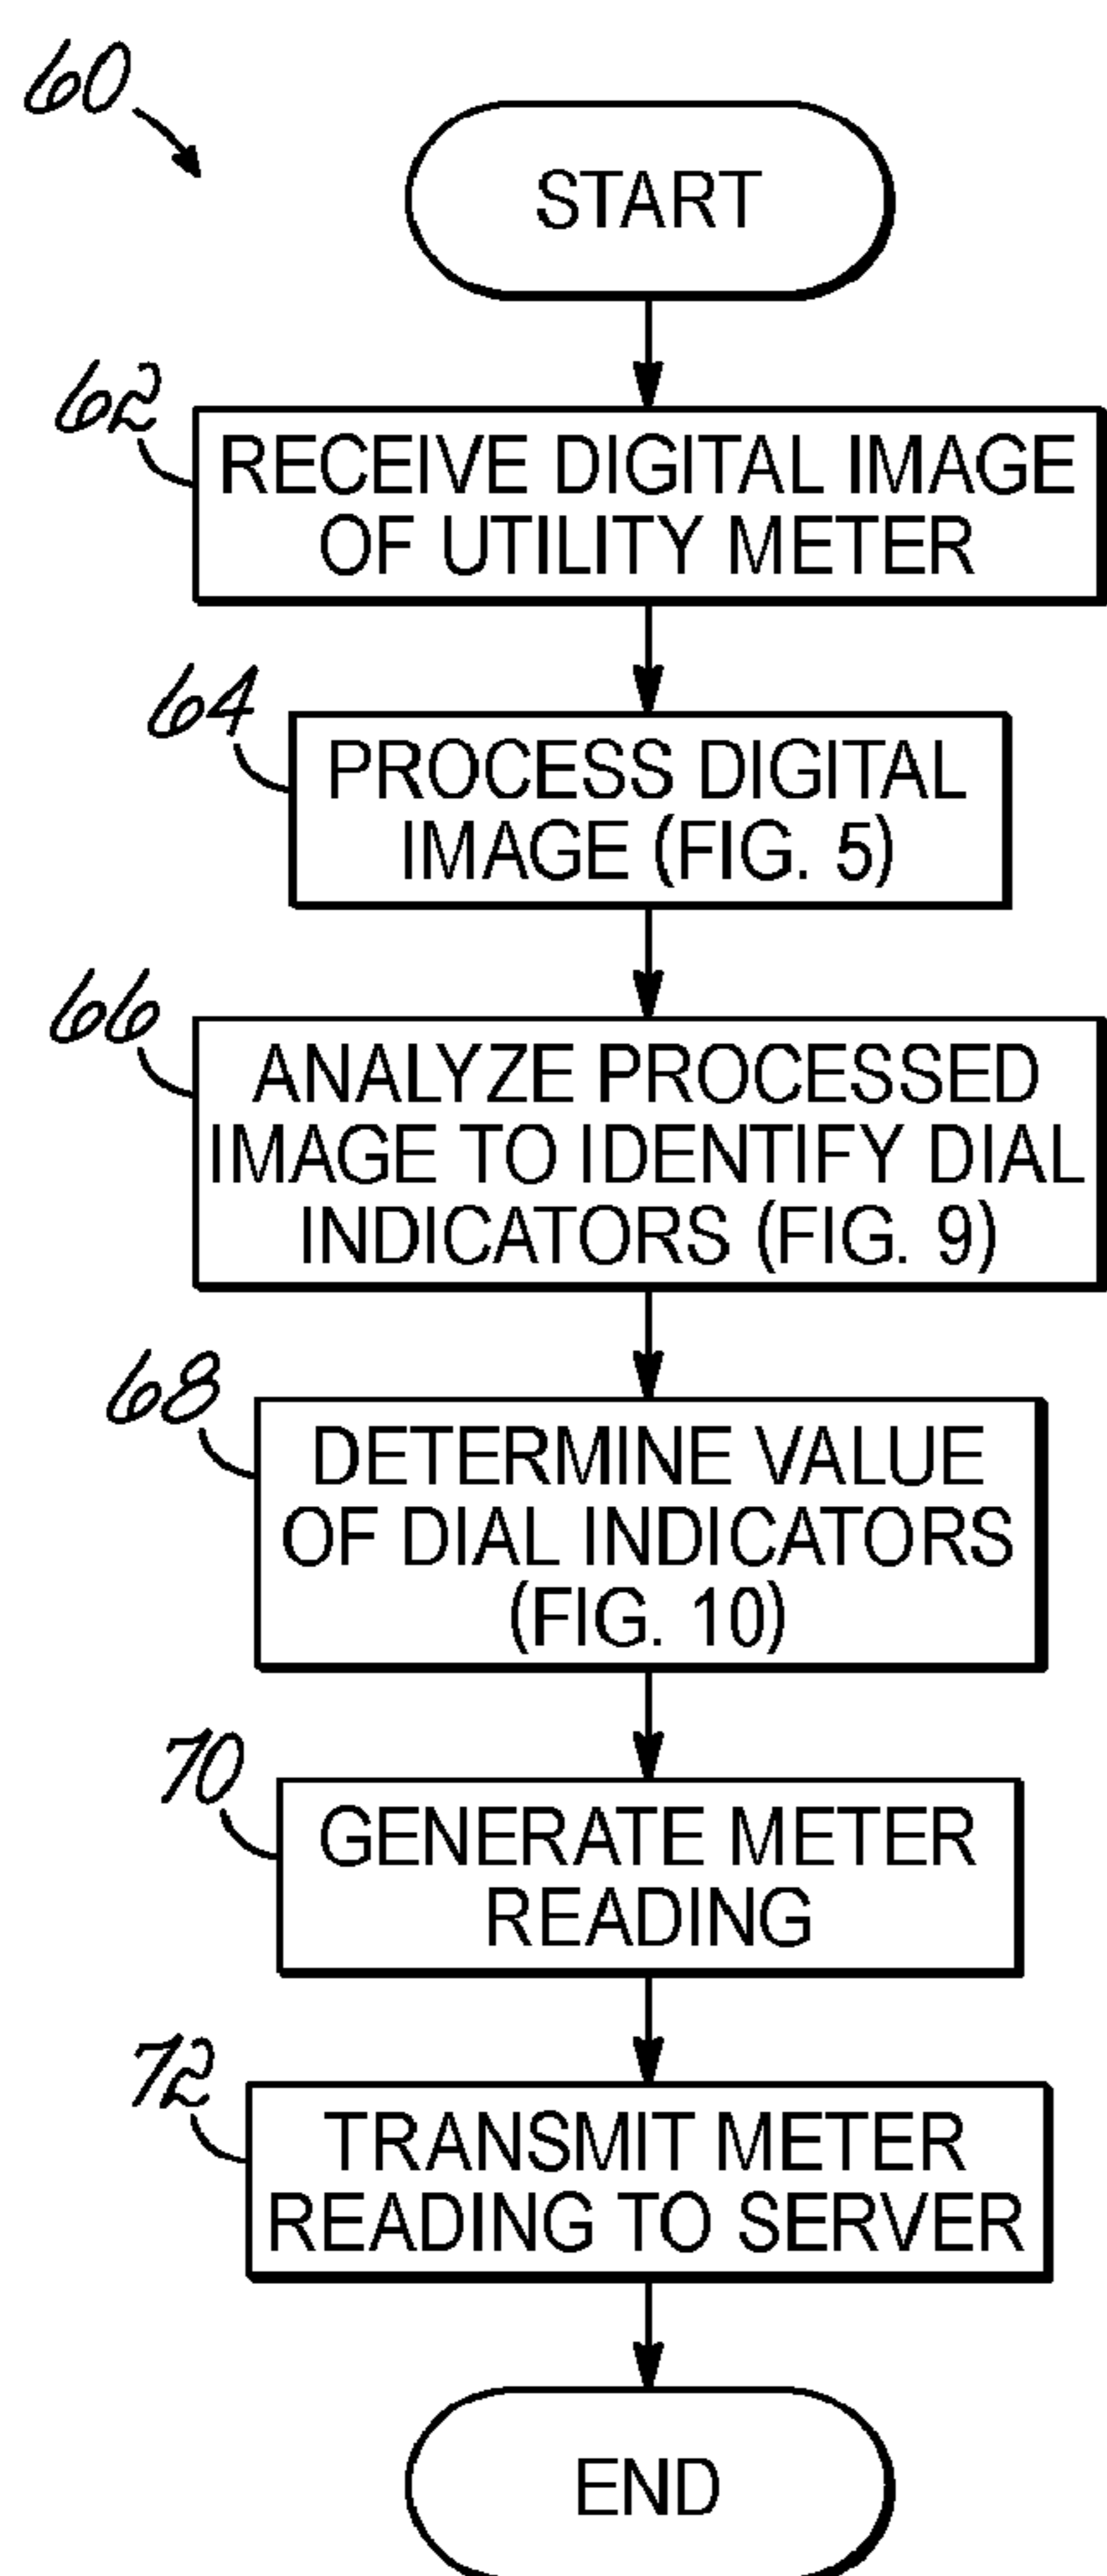 60
START
62
RECEIVE DIGITAL IMAGE
OF UTILITY METER
64
PROCESS DIGITAL
IMAGE (FIG. 5)
66
ANALYZE PROCESSED
IMAGE TO IDENTIFY DIAL
INDICATORS (FIG. 9)
68
DETERMINE VALUE
OF DIAL INDICATORS
(FIG. 10)
70
GENERATE METER
READING
72
TRANSMIT METER
READING TO SERVER
END